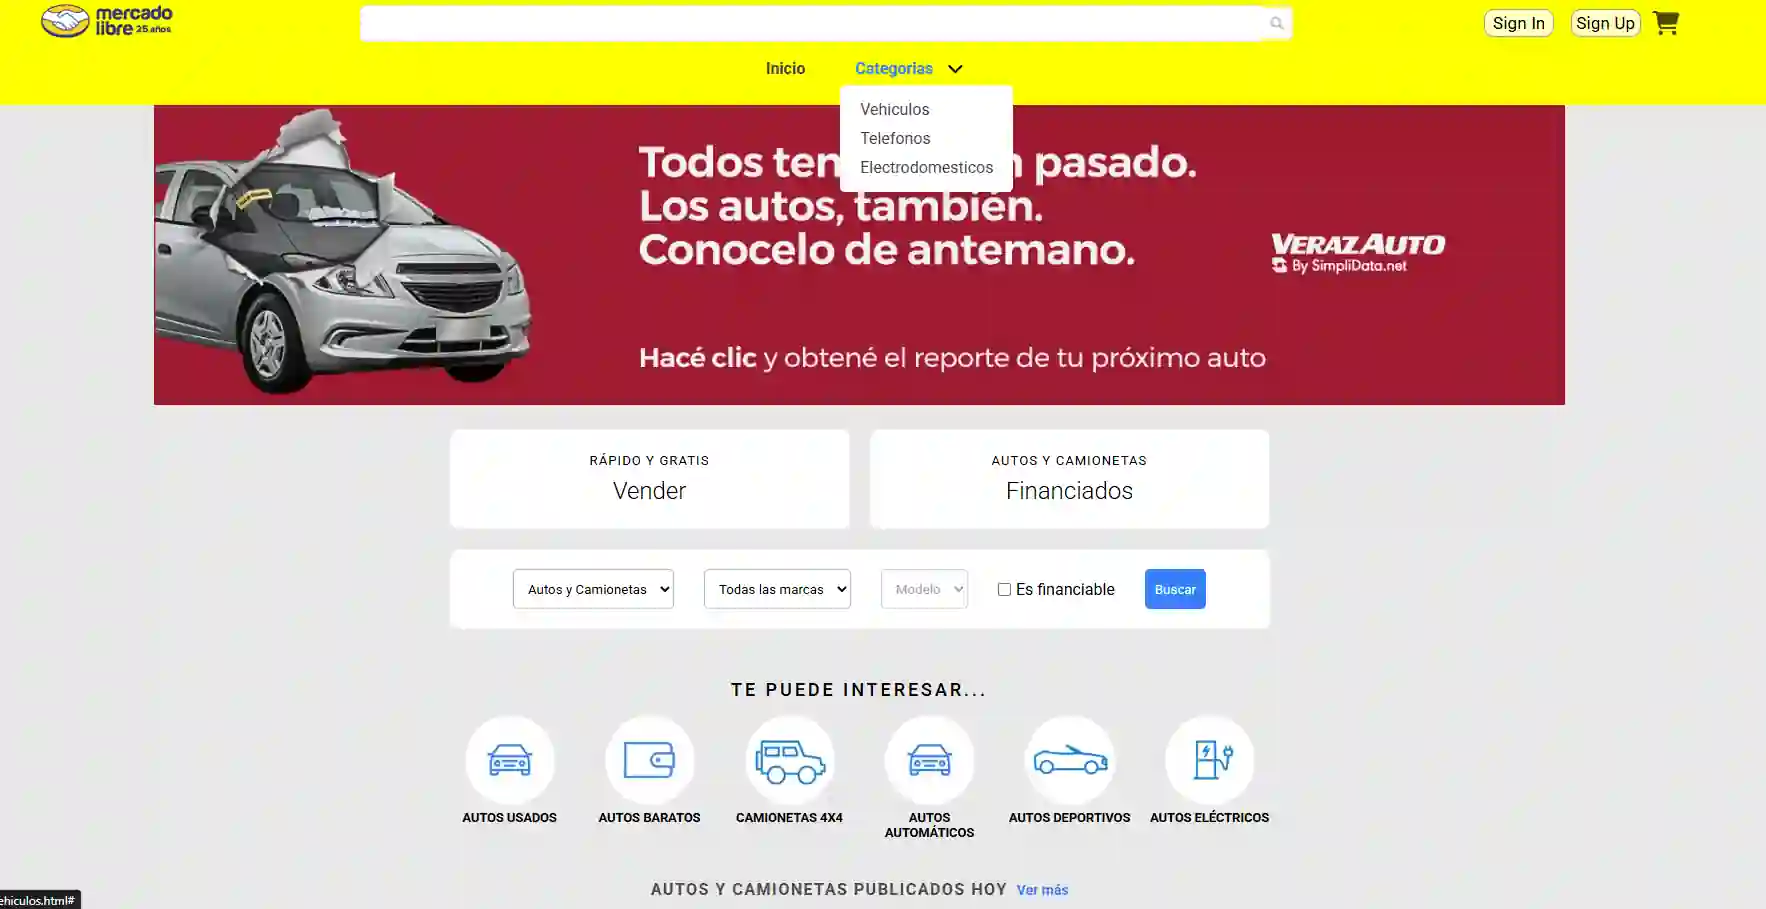 mercado
libre 25 años
Sign In
Sign Up
Inicio
Categorias
Vehiculos
Telefonos
Electrodomesticos
Todos ten n pasado.
Los autos, también.
Conocelo de antemano.
VERAZ AUTO
By SimpliData.net
Hacé clic y obtené el reporte de tu próximo auto
RÁPIDO Y GRATIS
Vender
AUTOS Y CAMIONETAS
Financiados
Autos y Camionetas
Todas las marcas
Modelo
Es financiable
Buscar
TE PUEDE INTERESAR...
AUTOS USADOS
AUTOS BARATOS
CAMIONETAS 4X4
AUTOS
AUTOMÁTICOS
AUTOS DEPORTIVOS
AUTOS ELÉCTRICOS
AUTOS Y CAMIONETAS PUBLICADOS HOY Ver más
ehiculos.html#